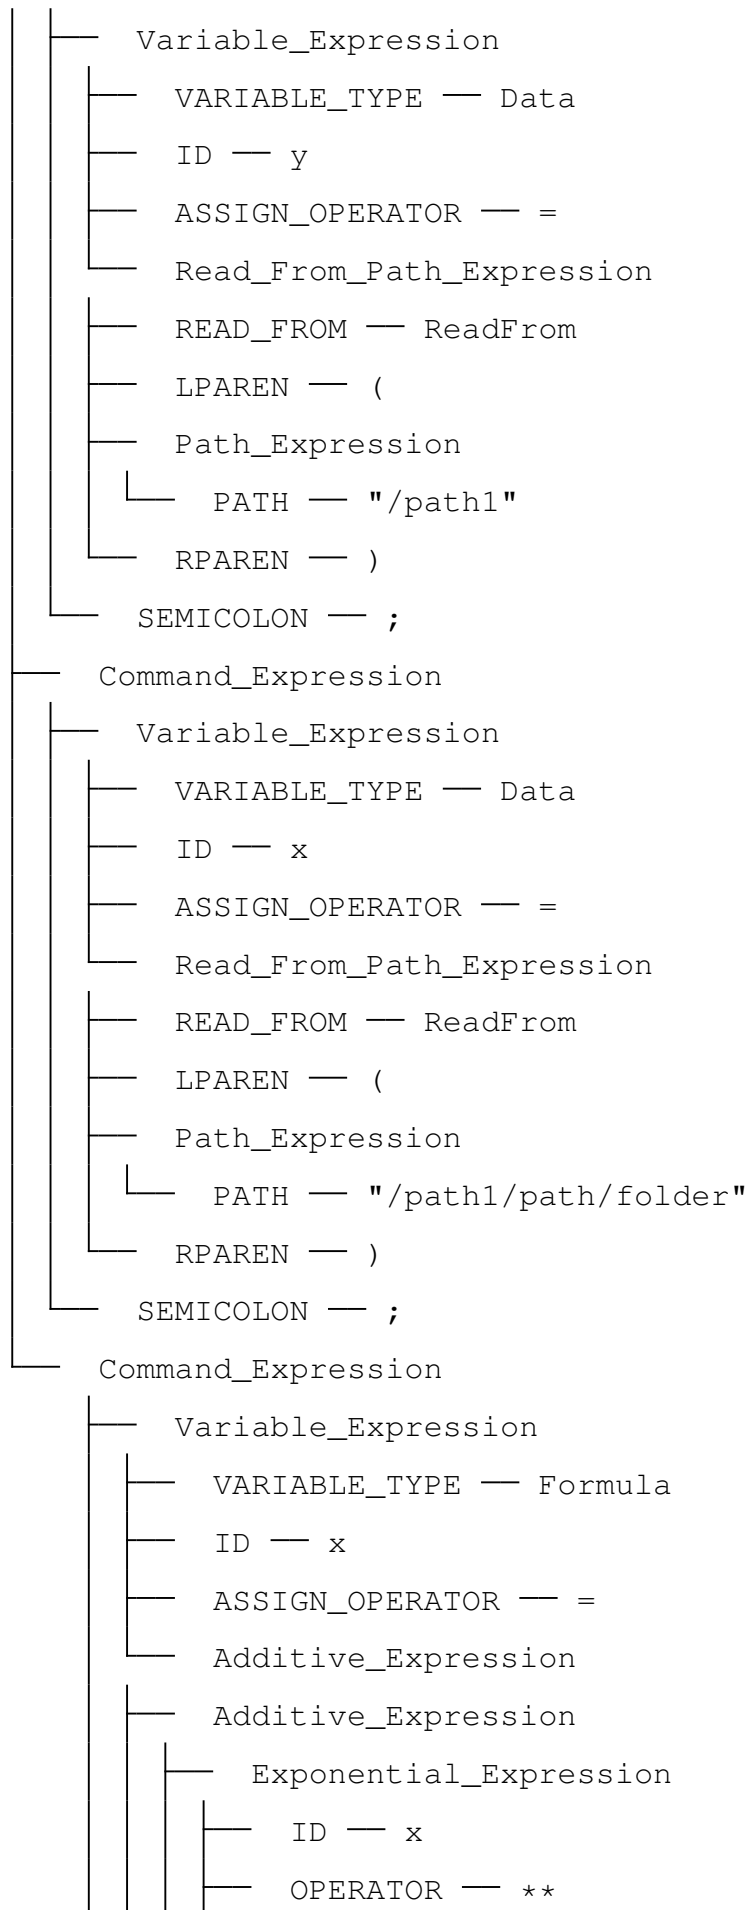 Variable_Expression
VARIABLE_TYPE — Data
ID — y
ASSIGN_OPERATOR — =
Read_From_Path_Expression
READ_FROM — ReadFrom
LPAREN — (
Path_Expression
PATH — "/path1"
RPAREN — )
SEMICOLON — ;
Command_Expression
Variable_Expression
VARIABLE_TYPE — Data
ID — x
ASSIGN_OPERATOR — =
Read_From_Path_Expression
READ_FROM — ReadFrom
LPAREN — (
Path_Expression
PATH — "/path1/path/folder"
RPAREN — )
SEMICOLON — ;
Command_Expression
Variable_Expression
VARIABLE_TYPE — Formula
ID — x
ASSIGN_OPERATOR — =
Additive_Expression
Additive_Expression
Exponential_Expression
ID — x
OPERATOR — **